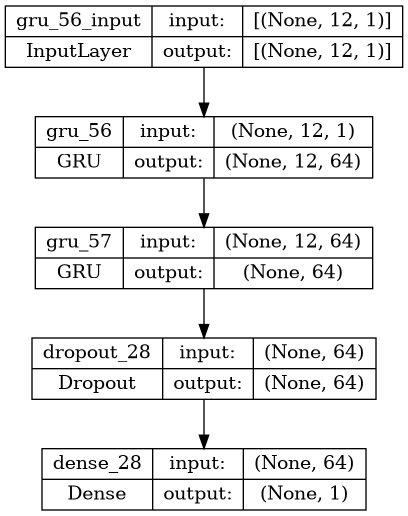 gru_56_input input: [(None, 12, 1)]
InputLayer output: [(None, 12, 1)]
gru_56 input: (None, 12, 1)
GRU output: (None, 12, 64)
gru_57 input: (None, 12, 64)
GRU output: (None, 64)
dropout_28 input: (None, 64)
Dropout output: (None, 64)
dense_28 input: (None, 64)
Dense output: (None, 1)